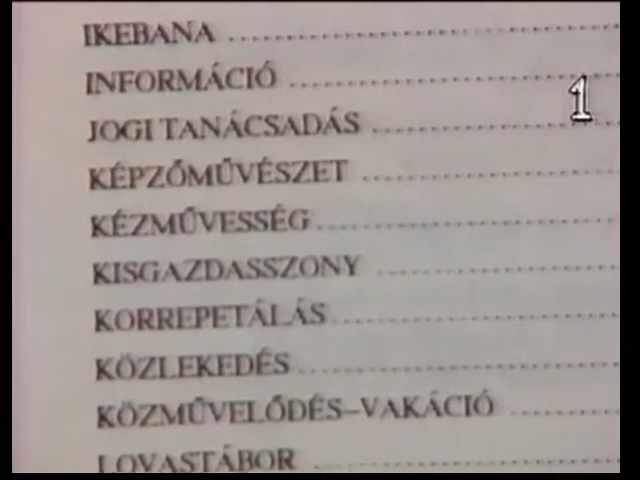 IKEBANA ........................
INFORMÁCIÓ ........................
1
JOGI TANÁCSADÁS ........................
KÉPZŐMŰVÉSZET ........................
KÉZMŰVESSÉG ........................
KISGAZDASSZONY ........................
KORREPETÁLÁS ........................
KÖZLEKEDÉS ........................
KÖZMŰVELŐDÉS–VAKÁCIÓ ........................
LOVASTÁBOR ........................